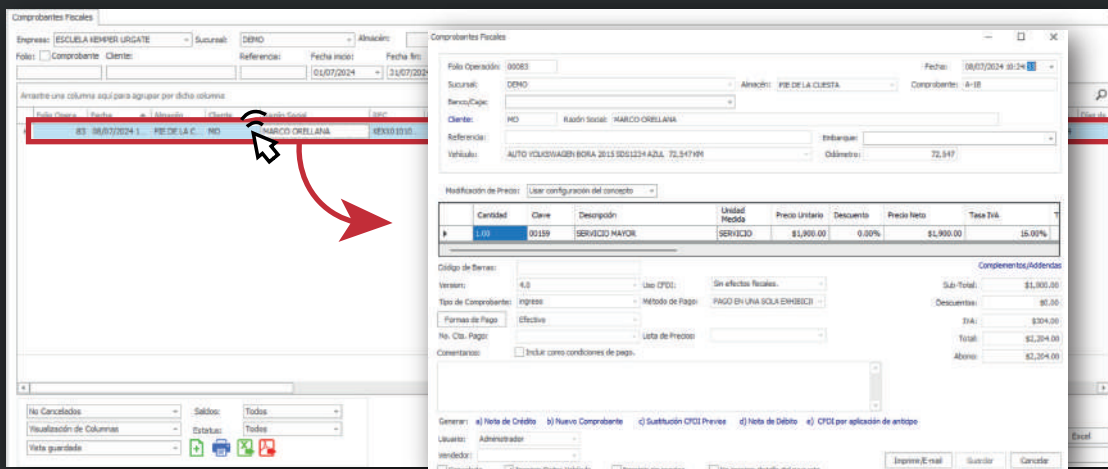 Comprobantes Fiscales
Empresa: ESCUELA KEMPER URGATE Sucursal: DEMO Almacén:
Folio: Comprobante Cliente: Referencia: Fecha inicio: Fecha fin:
01/07/2024 31/07/202
Arrastre una columna aquí para agrupar por dicha columna
Folio Opera Fecha Almacén Cliente Razón Social RFC Días de
83 08/07/2024 1... PIE DE LA C... MO MARCO ORELLANA XEXX01010...
No Cancelados Saldos: Todos
Visualización de Columnas Estatus: Todos
Vista guardada
Excel
Comprobantes Fiscales
Folio Operación: 00083 Fecha: 08/07/2024 10:24:33
Sucursal: DEMO Almacén: PIE DE LA CUESTA Comprobante: A-18
Banco/Caja:
Cliente: MO Razón Social: MARCO ORELLANA
Referencia: Embarque:
Vehículo: AUTO VOLKSWAGEN BORA 2015 SDS1234 AZUL 72,547 KM Odómetro: 72,547
Modificación de Precio: Usar configuración del concepto
Cantidad Clave Descripción Unidad Medida Precio Unitario Descuento Precio Neto Tasa IVA T
1.00 00159 SERVICIO MAYOR SERVICIO $1,900.00 0.00% $1,900.00 16.00%
Código de Barras: Complementos/Addendas
Version: 4.0 Uso CFDI: Sin efectos fiscales. Sub-Total: $1,900.00
Tipo de Comprobante: Ingreso Método de Pago: PAGO EN UNA SOLA EXHIBICIÓ Descuentos: $0.00
Formas de Pago Efectivo IVA: $304.00
No. Cta. Pago: Lista de Precios: Total: $2,204.00
Comentarios: Incluir como condiciones de pago. Abono: $2,204.00
Generar: a) Nota de Crédito b) Nuevo Comprobante c) Sustitución CFDI Previos d) Nota de Débito e) CFDI por aplicación de anticipo
Usuario: Administrador
Vendedor:
Imprimir/E-mail Guardar Cancelar